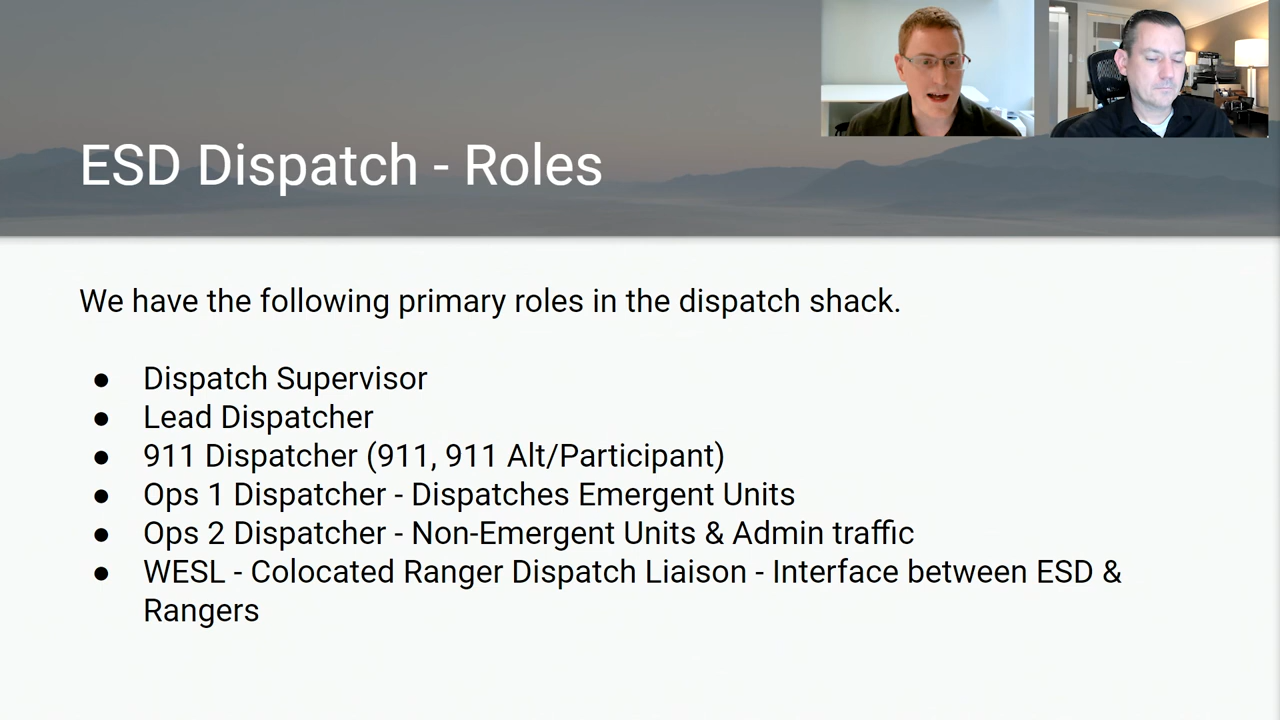 ESD Dispatch - Roles
We have the following primary roles in the dispatch shack.
● Dispatch Supervisor
● Lead Dispatcher
● 911 Dispatcher (911, 911 Alt/Participant)
● Ops 1 Dispatcher - Dispatches Emergent Units
● Ops 2 Dispatcher - Non-Emergent Units & Admin traffic
● WESL - Colocated Ranger Dispatch Liaison - Interface between ESD &
Rangers